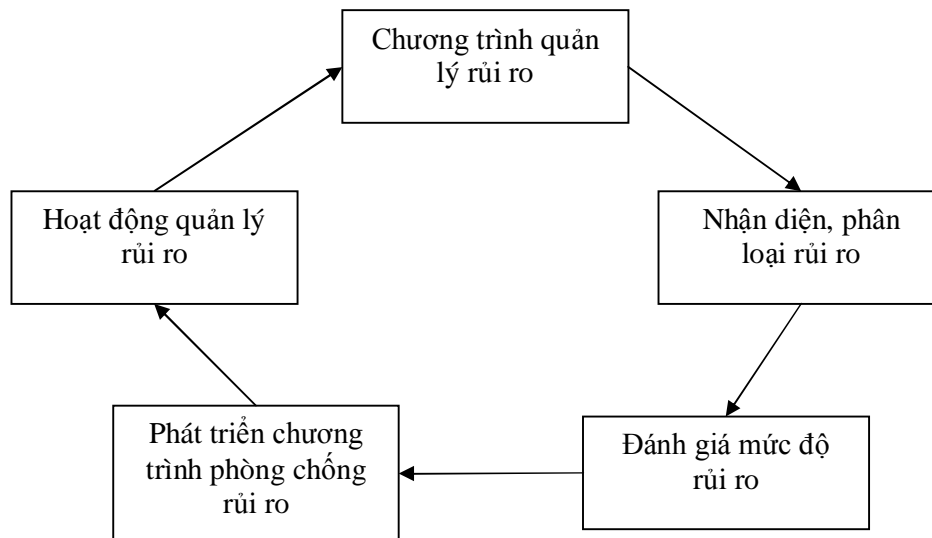 Chương trình quản
lý rủi ro
Hoạt động quản lý
rủi ro
Nhận diện, phân
loại rủi ro
Phát triển chương
trình phòng chống
rủi ro
Đánh giá mức độ
rủi ro